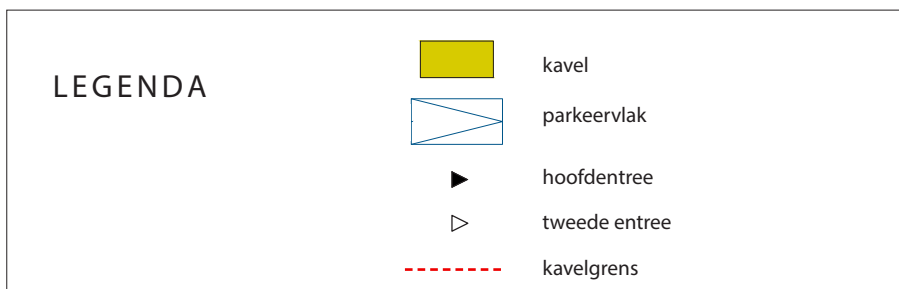 LEGENDA
kavel
parkeervlak
hoofdentree
tweede entree
kavelgrens